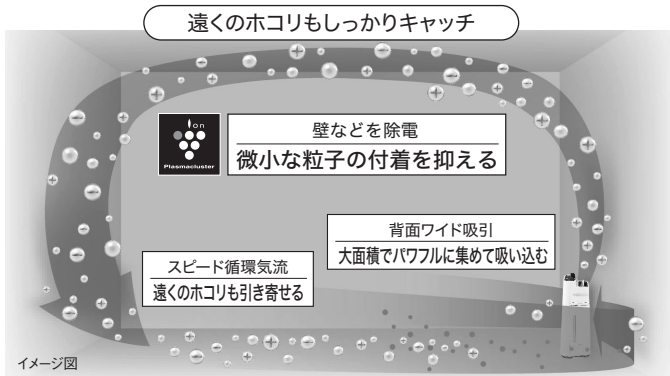 遠くのホコリもしっかりキャッチ
Ion
Plasmacluster
壁などを除電
微小な粒子の付着を抑える
背面ワイド吸引
大面積でパワフルに集めて吸い込む
スピード循環気流
遠くのホコリも引き寄せる
イメージ図